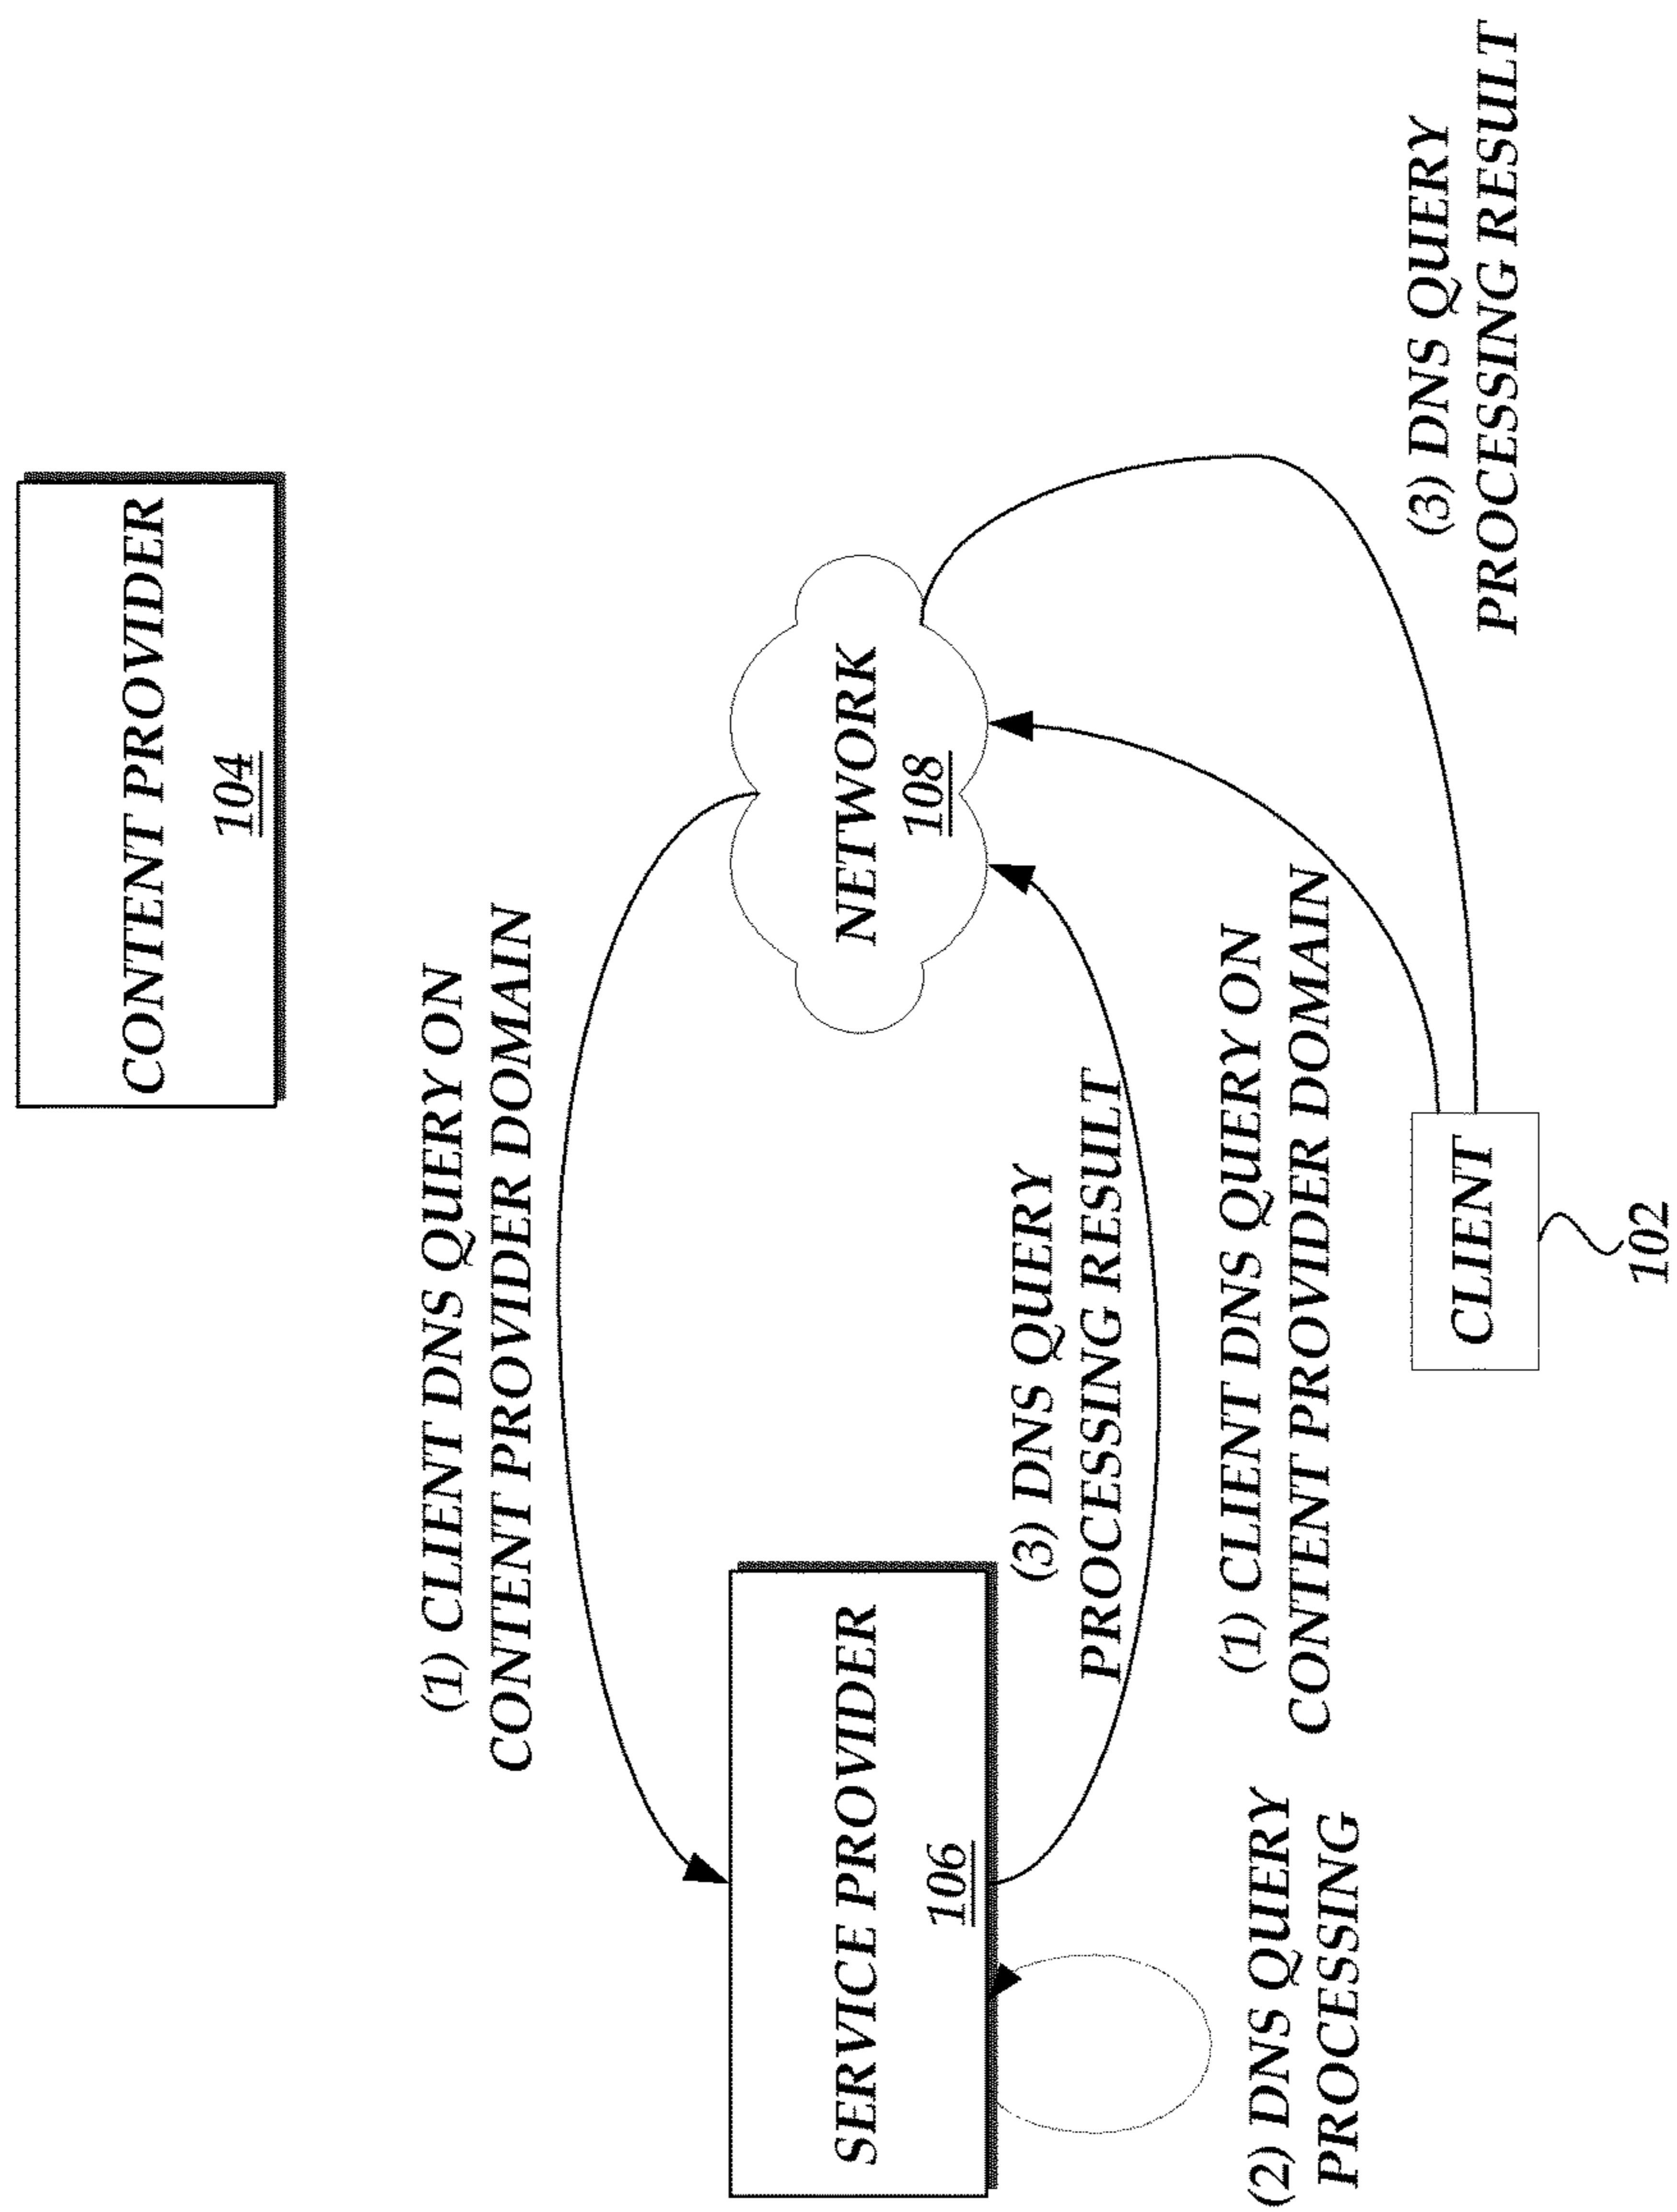 CONTENT PROVIDER
104
(1) CLIENT DNS QUERY ON
CONTENT PROVIDER DOMAIN
SERVICE PROVIDER
106
NETWORK
108
(3) DNS QUERY
PROCESSING RESULT
(1) CLIENT DNS QUERY ON
CONTENT PROVIDER DOMAIN
(2) DNS QUERY
PROCESSING
CLIENT
102
(3) DNS QUERY
PROCESSING RESULT